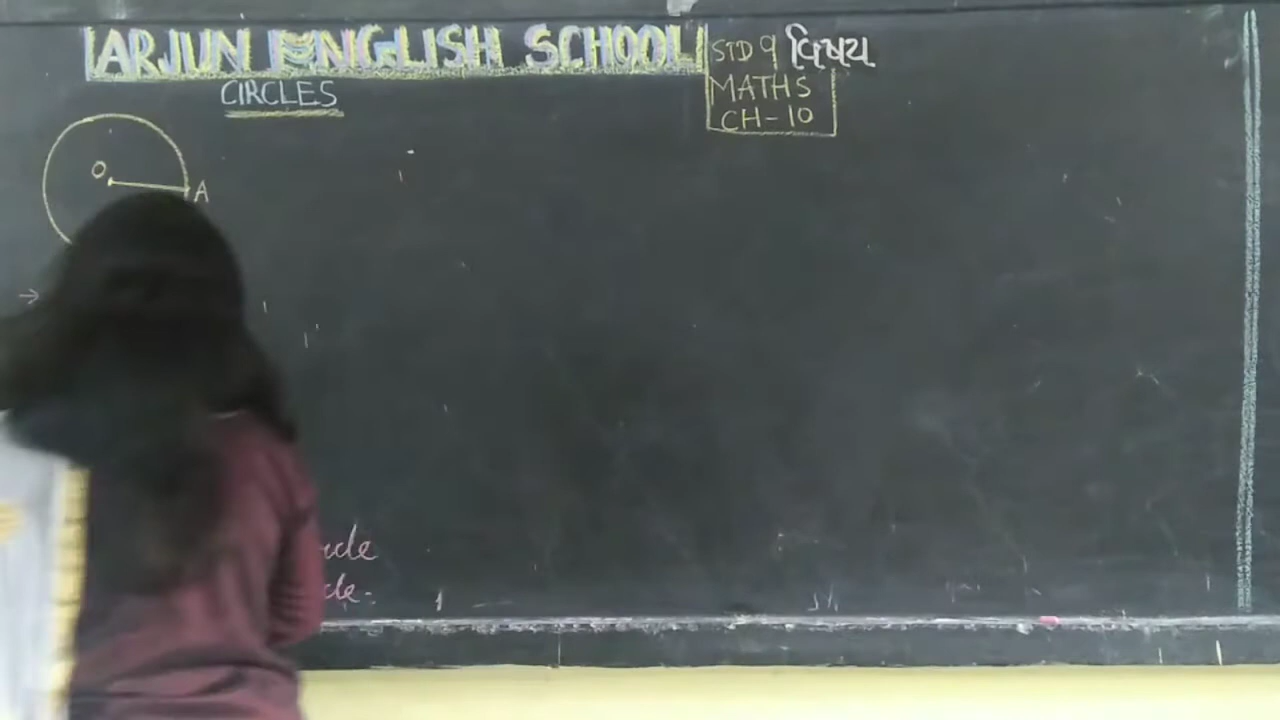 ARJUN ENGLISH SCHOOL
STD 9 વિષય
MATHS
CH-10
CIRCLES
O
A
→